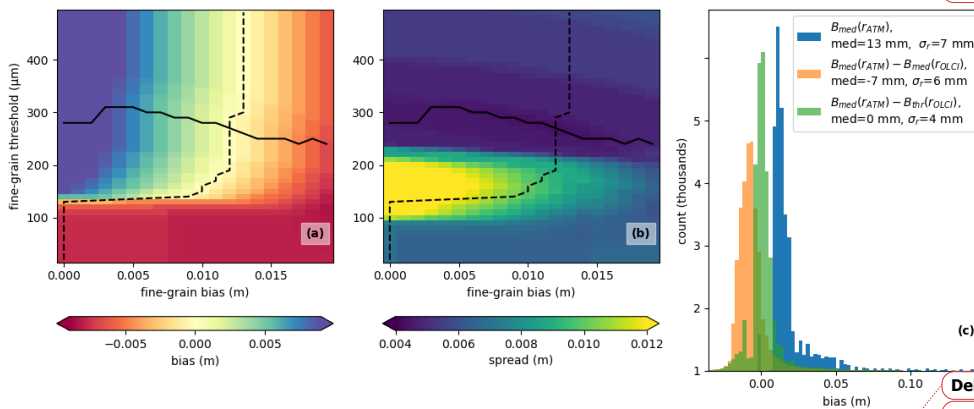 fine-grain threshold (μm)
400
300
200
100
(a)
0.000 0.005 0.010 0.015
fine-grain bias (m)
−0.005 0.000 0.005
bias (m)
400
300
200
100
(b)
0.000 0.005 0.010 0.015
fine-grain bias (m)
0.004 0.006 0.008 0.010 0.012
spread (m)
count (thousands)
5
4
3
2
1
B_med(r_ATM),
med=13 mm, σ_r=7 mm
B_med(r_ATM) − B_med(r_OLCI),
med=-7 mm, σ_r=6 mm
B_med(r_ATM) − B_thr(r_OLCI),
med=0 mm, σ_r=4 mm
(c)
0.00 0.05 0.10
bias (m)